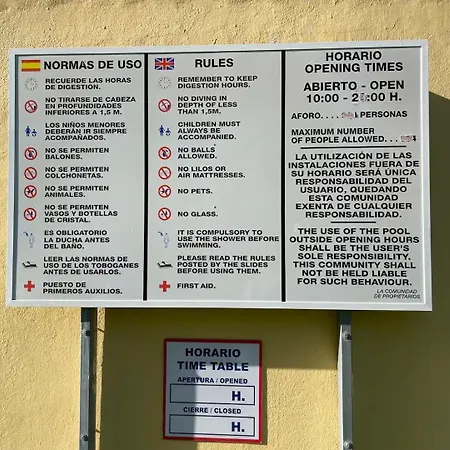 NORMAS DE USO
RECUERDE LAS HORAS
DE DIGESTION.
NO TIRARSE DE CABEZA
EN PROFUNDIDADES
INFERIORES A 1,5 M.
LOS NIÑOS MENORES
DEBERÁN IR SIEMPRE
ACOMPAÑADOS.
NO SE PERMITEN
BALONES.
NO SE PERMITEN
COLCHONETAS.
NO SE PERMITEN
ANIMALES.
NO SE PERMITEN
VASOS Y BOTELLAS
DE CRISTAL.
ES OBLIGATORIO
LA DUCHA ANTES
DEL BAÑO.
LEER LAS NORMAS DE
USO DE LOS TOBOGANES
ANTES DE USARLOS.
PUESTO DE
PRIMEROS AUXILIOS.
RULES
REMEMBER TO KEEP
DIGESTION HOURS.
NO DIVING IN
DEPTH OF LESS
THAN 1,5M.
CHILDREN MUST
ALWAYS BE
ACCOMPANIED.
NO BALLS
ALLOWED.
NO LILOS OR
AIR MATTRESSES.
NO PETS.
NO GLASS.
IT IS COMPULSORY TO
USE THE SHOWER BEFORE
SWIMMING.
PLEASE READ THE RULES
POSTED BY THE SLIDES
BEFORE USING THEM.
FIRST AID.
HORARIO
OPENING TIMES
ABIERTO - OPEN
10:00 - :00 H.
AFORO.... PERSONAS
MAXIMUM NUMBER
OF PEOPLE ALLOWED....
LA UTILIZACIÓN DE LAS
INSTALACIONES FUERA DE
SU HORARIO SERÁ ÚNICA
RESPONSABILIDAD DEL
USUARIO, QUEDANDO
ESTA COMUNIDAD
EXENTA DE CUALQUIER
RESPONSABILIDAD.
THE USE OF THE POOL
OUTSIDE OPENING HOURS
SHALL BE THE USER'S
SOLE RESPONSIBILITY.
THIS COMMUNITY SHALL
NOT BE HELD LIABLE
FOR SUCH BEHAVIOUR.
LA COMUNIDAD
DE PROPIETARIOS
HORARIO
TIME TABLE
APERTURA / OPENED
H.
CIERRE / CLOSED
H.